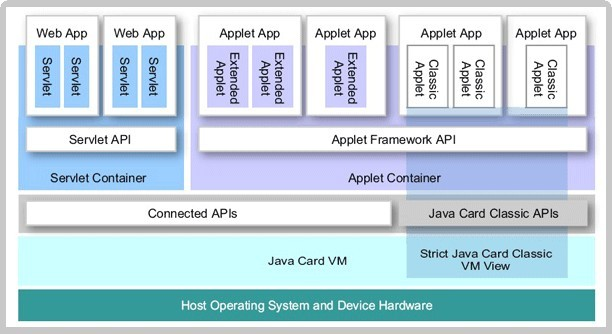 Web App
Web App
Applet App
Applet App
Applet App
Applet App
Servlet
Servlet
Servlet
Servlet
Extended
Applet
Extended
Applet
Extended
Applet
Classic
Applet
Classic
Applet
Classic
Applet
Servlet API
Applet Framework API
Servlet Container
Applet Container
Connected APIs
Java Card Classic APIs
Java Card VM
Strict Java Card Classic
VM View
Host Operating System and Device Hardware